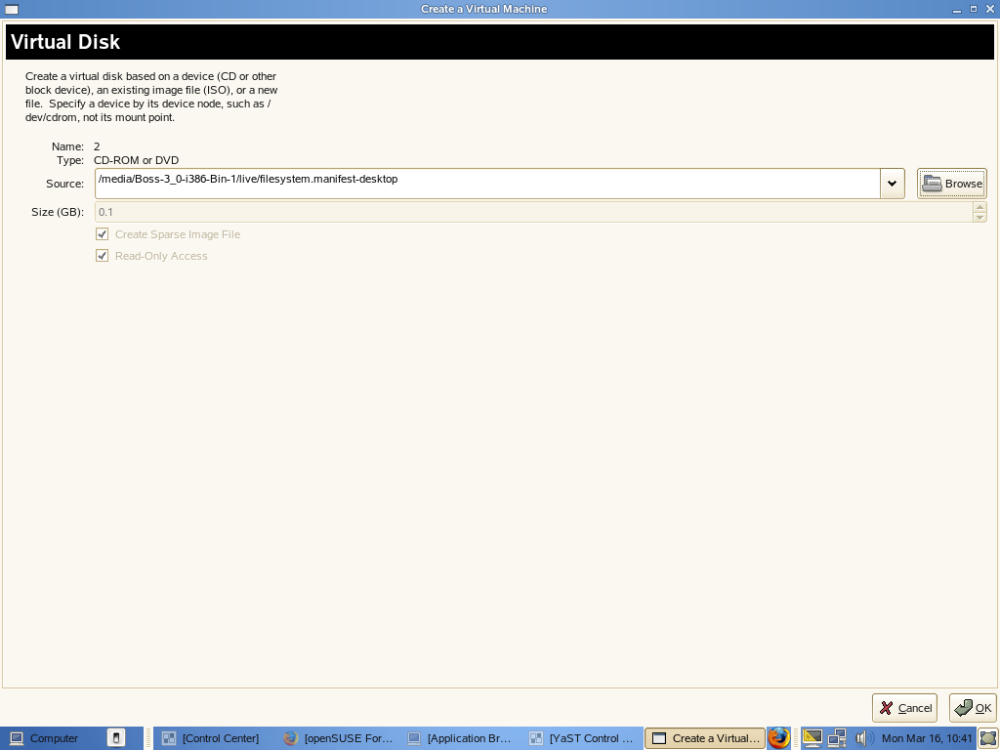 Create a Virtual Machine
Virtual Disk
Create a virtual disk based on a device (CD or other
block device), an existing image file (ISO), or a new
file.  Specify a device by its device node, such as /
dev/cdrom, not its mount point.
Name: 2
Type: CD-ROM or DVD
Source: /media/Boss-3_0-i386-Bin-1/live/filesystem.manifest-desktop Browse
Size (GB): 0.1
Create Sparse Image File
Read-Only Access
Cancel OK
Computer [Control Center] [openSUSE For... [Application Br... [YaST Control ... Create a Virtual... Mon Mar 16, 10:41